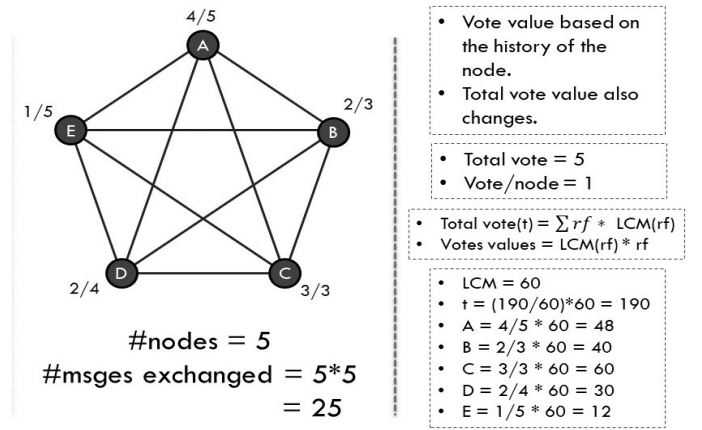 4/5
A
1/5
E
2/3
B
D
2/4
C
3/3
#nodes = 5
#msges exchanged = 5*5
= 25
• Vote value based on
the history of the
node.
• Total vote value also
changes.
• Total vote = 5
• Vote/node = 1
• Total vote(t) = ∑rf * LCM(rf)
• Votes values = LCM(rf) * rf
• LCM = 60
• t = (190/60)*60 = 190
• A = 4/5 * 60 = 48
• B = 2/3 * 60 = 40
• C = 3/3 * 60 = 60
• D = 2/4 * 60 = 30
• E = 1/5 * 60 = 12